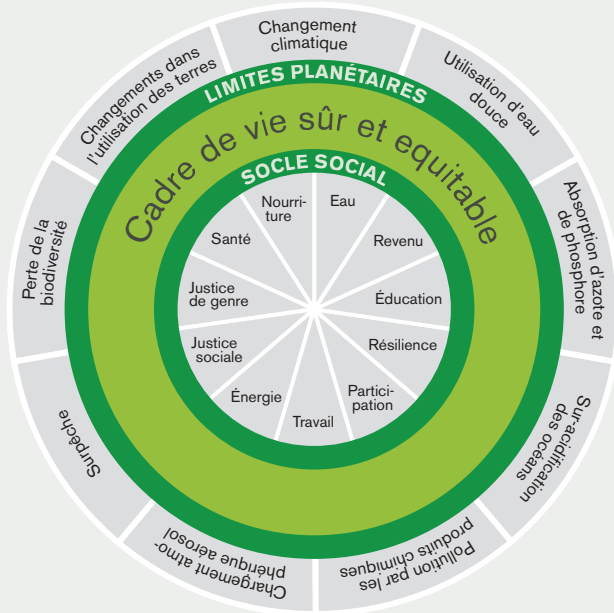 Changement
climatique
Utilisation d'eau
douce
Absorption d'azote et
de phosphore
Sur-acidification
des océans
Pollution par les
produits chimiques
Chargement atmo-
phérique aérosol
Surpêche
Perte de la
biodiversité
Changements dans
l'utilisation des terres
LIMITES PLANÉTAIRES
Cadre de vie sûr et equitable
SOCLE SOCIAL
Eau
Revenu
Éducation
Résilience
Partici-
pation
Travail
Énergie
Justice
sociale
Justice
de genre
Santé
Nourri-
ture